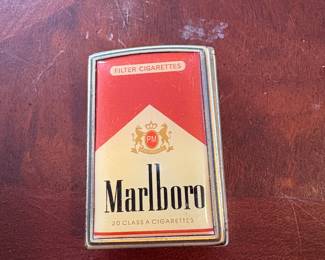 FILTER CIGARETTES
PM
Marlboro
20 CLASS A CIGARETTES